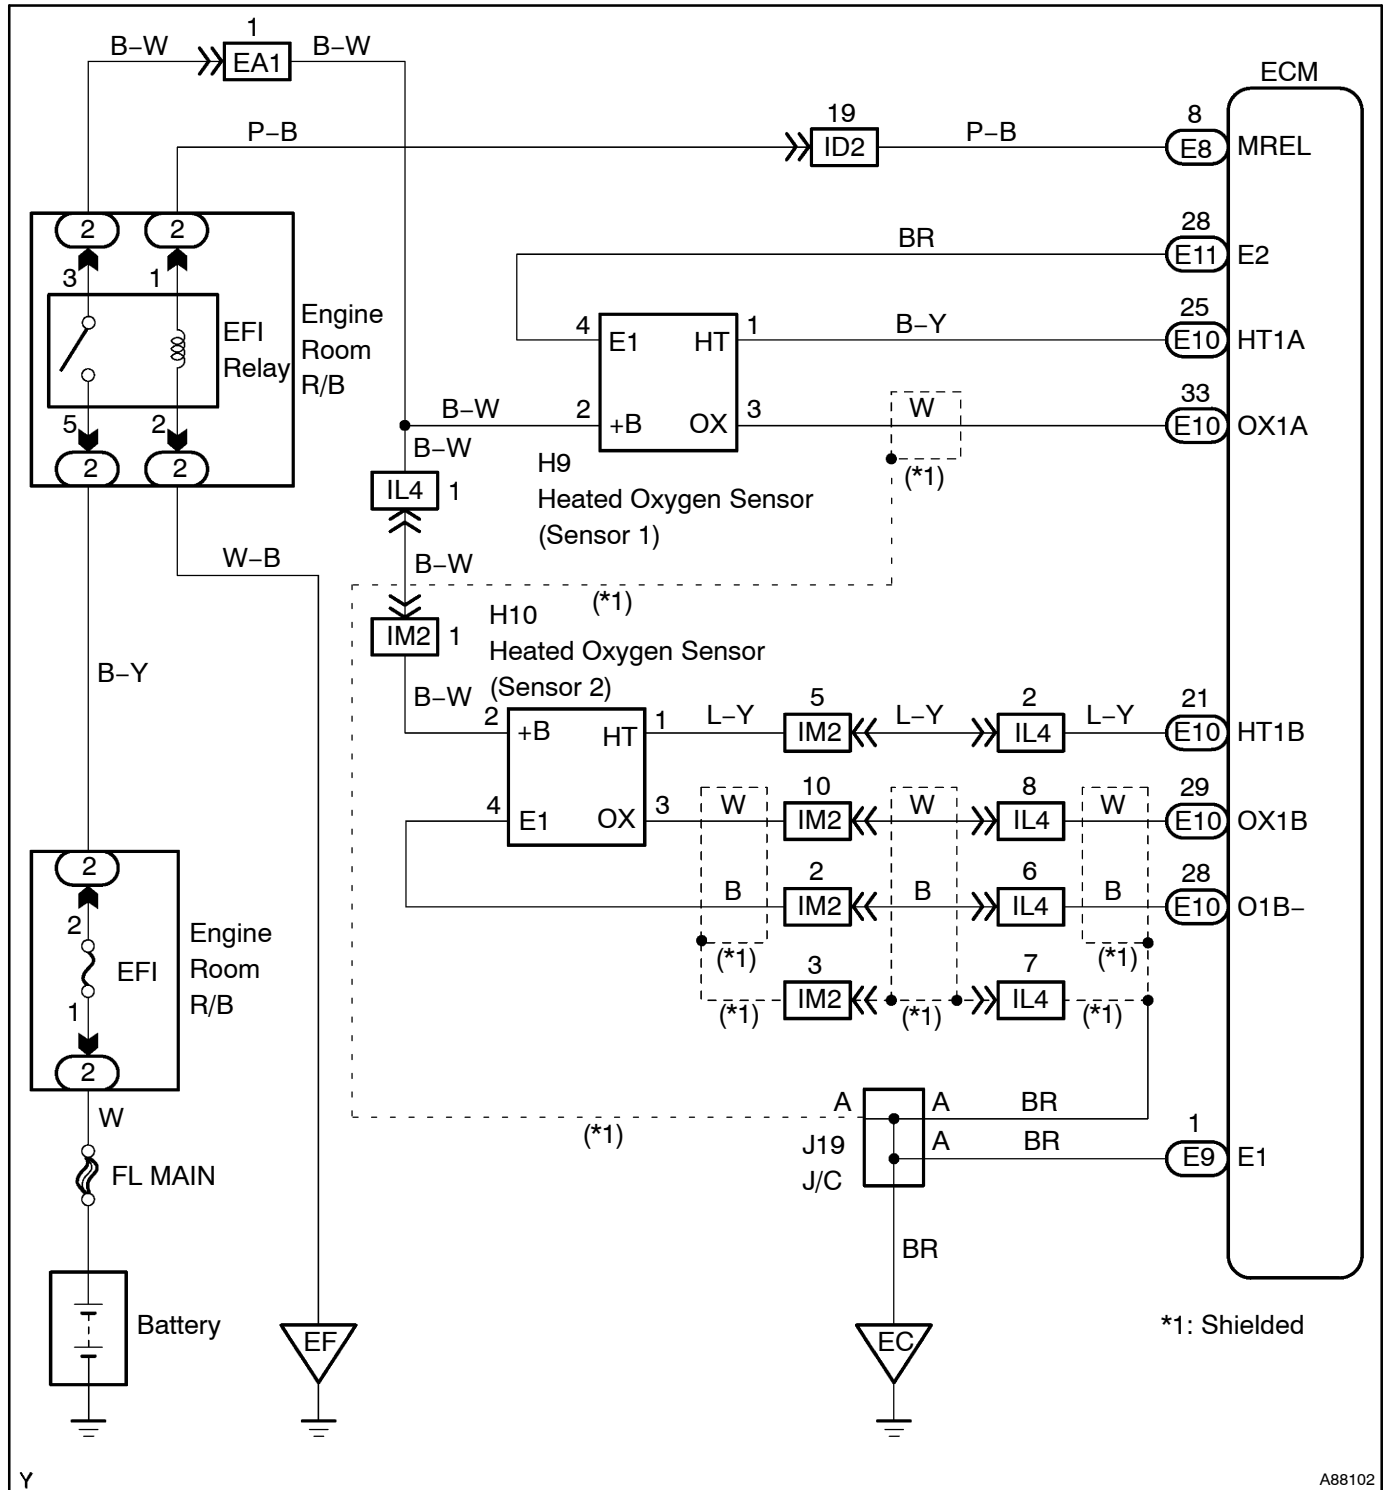 1
B–W
EA1
B–W
ECM
P–B
19
ID2
P–B
8
E8
MREL
2
2
28
BR
E11
E2
3
1
EFI
Relay
Engine
Room
R/B
4
E1
HT
1
B–Y
25
E10
HT1A
5
2
B–W
2
+B
OX
3
W
33
E10
OX1A
2
2
B–W
(*1)
IL4
1
H9
Heated Oxygen Sensor
(Sensor 1)
W–B
B–W
(*1)
IM2
1
H10
Heated Oxygen Sensor
(Sensor 2)
B–Y
B–W
2
+B
HT
1
L–Y
5
IM2
L–Y
2
IL4
L–Y
21
E10
HT1B
4
E1
OX
3
W
10
IM2
W
8
IL4
W
29
E10
OX1B
2
B
2
IM2
B
6
IL4
B
28
E10
O1B–
2
EFI
1
Engine
Room
R/B
(*1)
(*1)
3
IM2
7
IL4
(*1)
(*1)
(*1)
2
W
A
A
BR
(*1)
J19
J/C
A
BR
1
E9
E1
FL MAIN
BR
Battery
EF
EC
*1: Shielded
Y
A88102